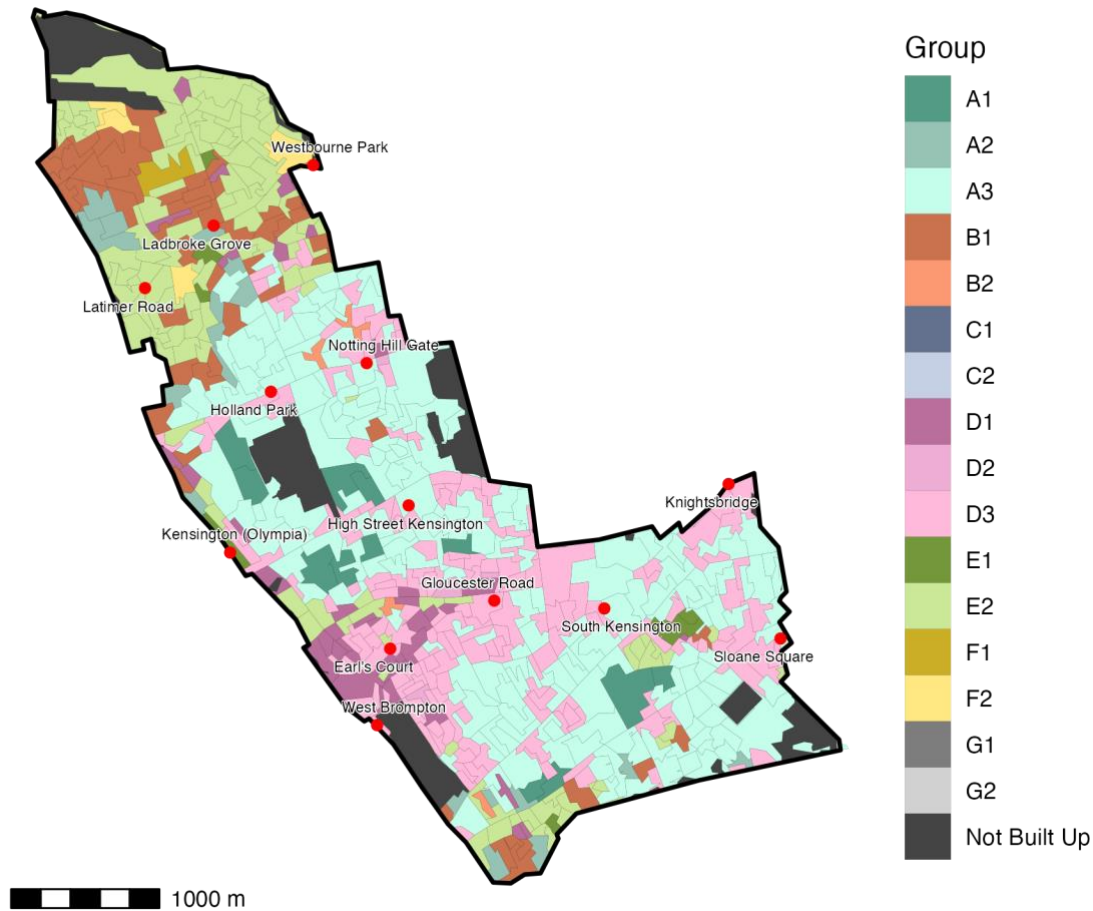 Group
A1
A2
A3
B1
B2
C1
C2
D1
D2
D3
E1
E2
F1
F2
G1
G2
Not Built Up
Westbourne Park
Ladbroke Grove
Latimer Road
Notting Hill Gate
Holland Park
Knightsbridge
High Street Kensington
Kensington (Olympia)
Gloucester Road
South Kensington
Sloane Square
Earl's Court
West Brompton
1000 m